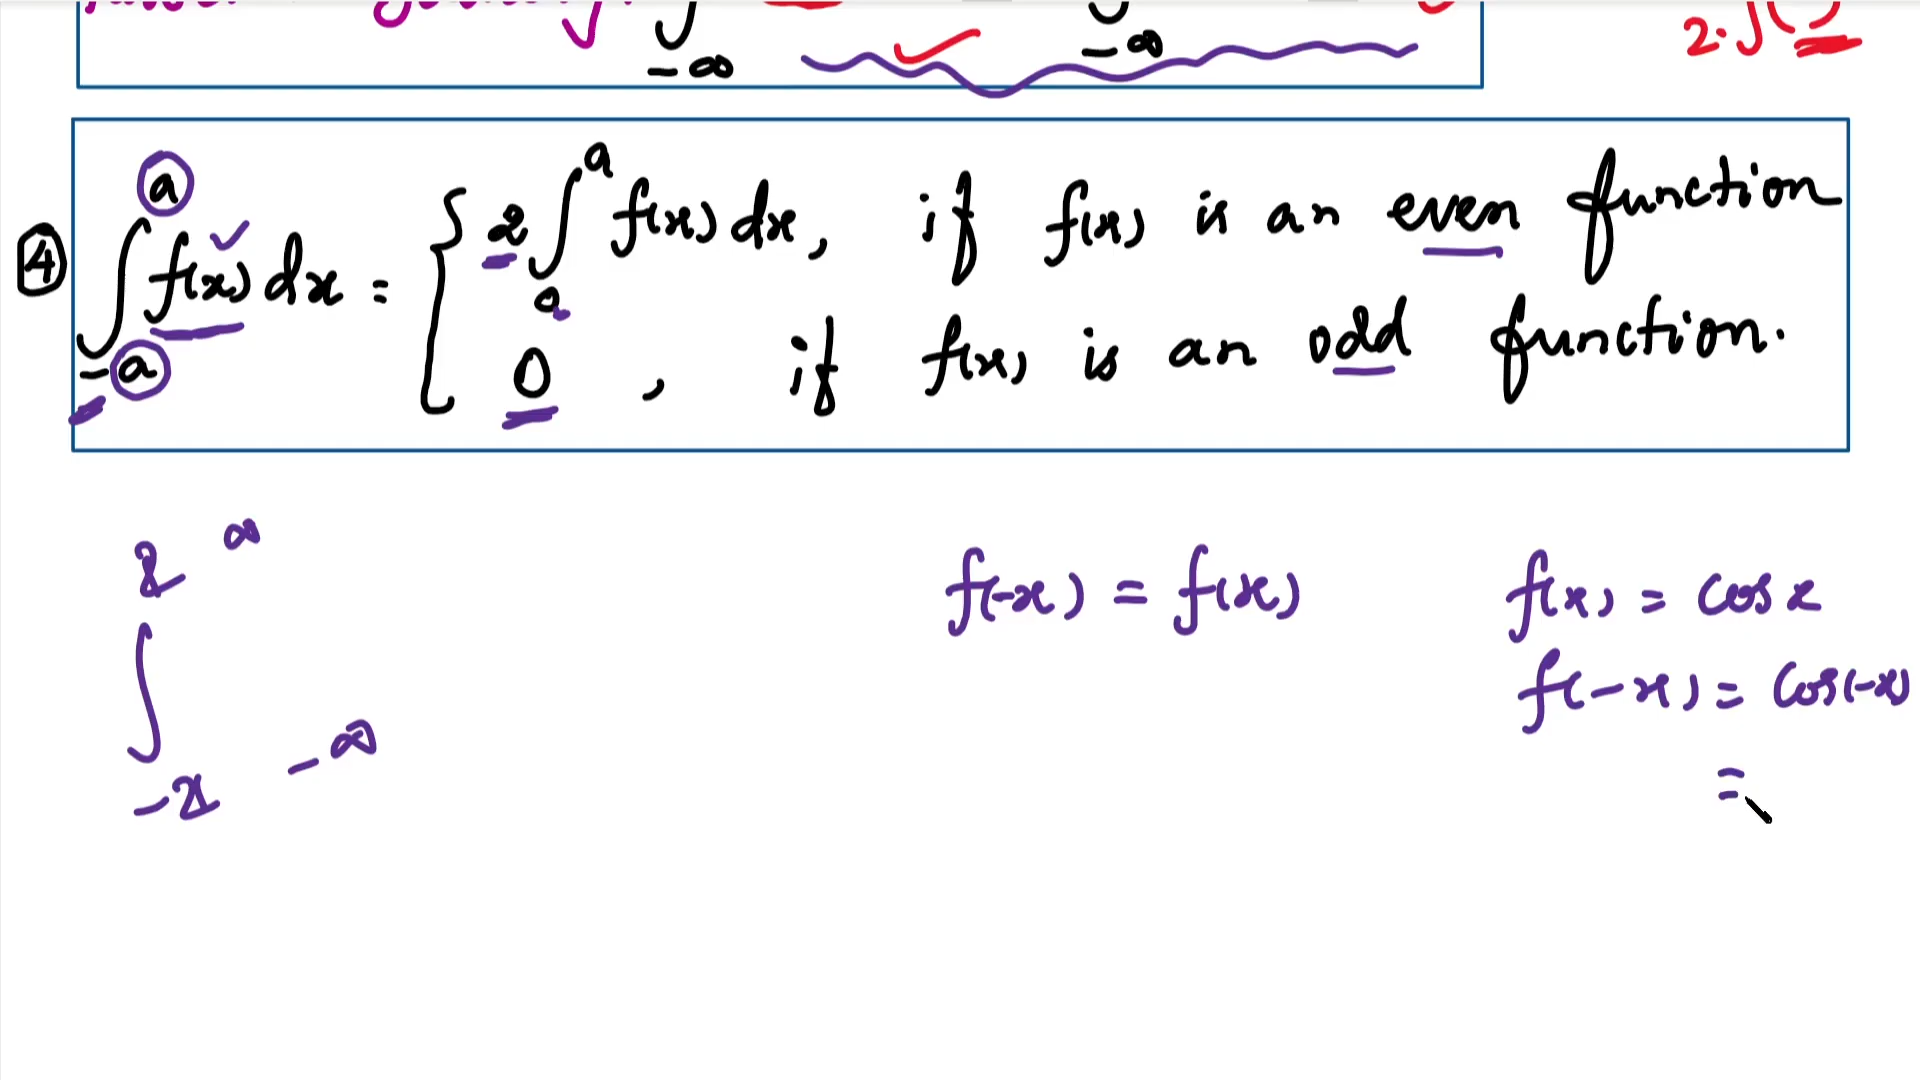 -∞ -∞ 2.∫
④ ∫_{-a}^{a} f(x) dx = { 2 ∫_{0}^{a} f(x) dx, if f(x) is an even function
0 , if f(x) is an odd function.
∞
∫ -∞
f(-x) = f(x)
f(x) = cos x
f(-x) = cos(-x)
=